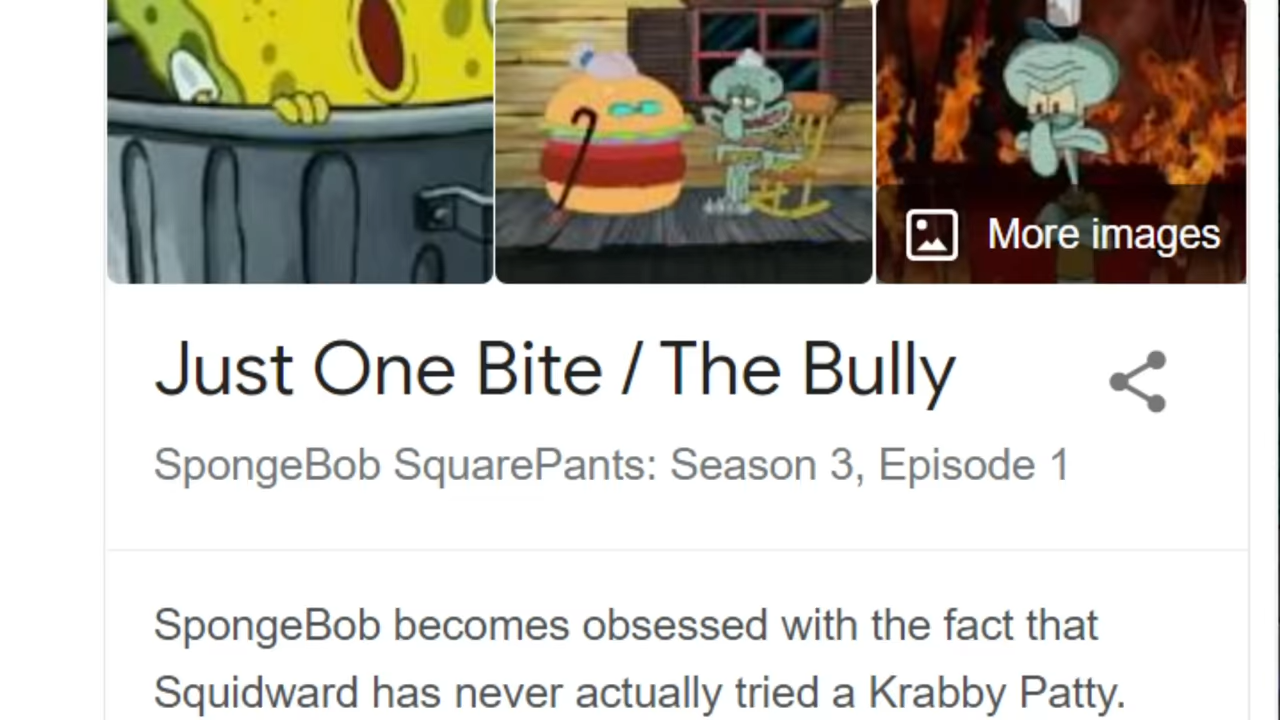 More images
Just One Bite / The Bully
SpongeBob SquarePants: Season 3, Episode 1
SpongeBob becomes obsessed with the fact that
Squidward has never actually tried a Krabby Patty.